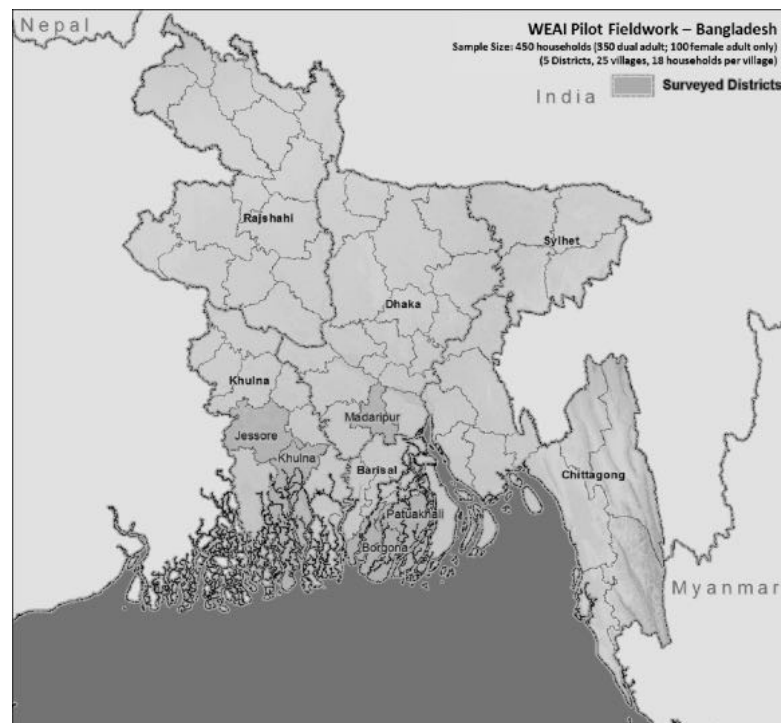 Nepal
WEAI Pilot Fieldwork – Bangladesh
Sample Size: 450 households (350 dual adult; 100 female adult only)
(5 Districts, 25 villages, 18 households per village)
Surveyed Districts
India
Rajshahi
Sylhet
Dhaka
Khulna
Madaripur
Jessore
Khulna
Barisal
Chittagong
Patuakhali
Borgona
Myanmar